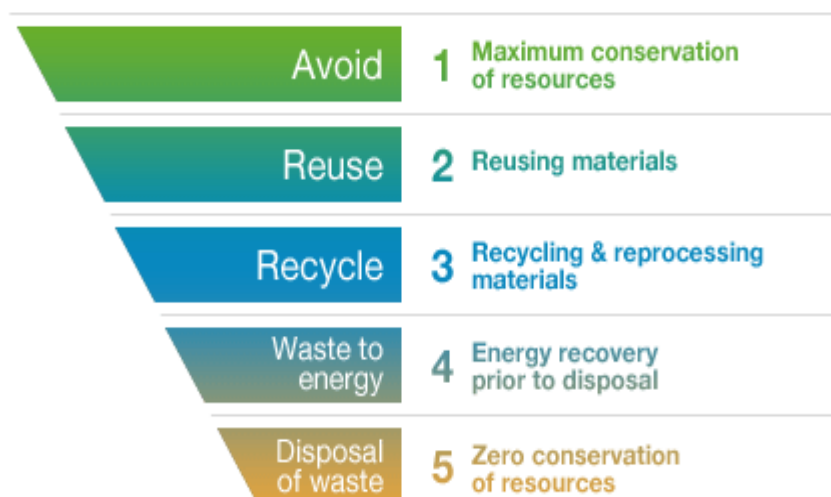 Avoid
1
Maximum conservation
of resources
Reuse
2
Reusing materials
Recycle
3
Recycling & reprocessing
materials
Waste to
energy
4
Energy recovery
prior to disposal
Disposal
of waste
5
Zero conservation
of resources